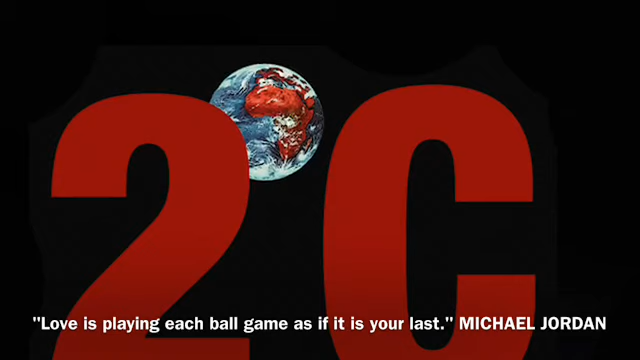 2 C
"Love is playing each ball game as if it is your last." MICHAEL JORDAN